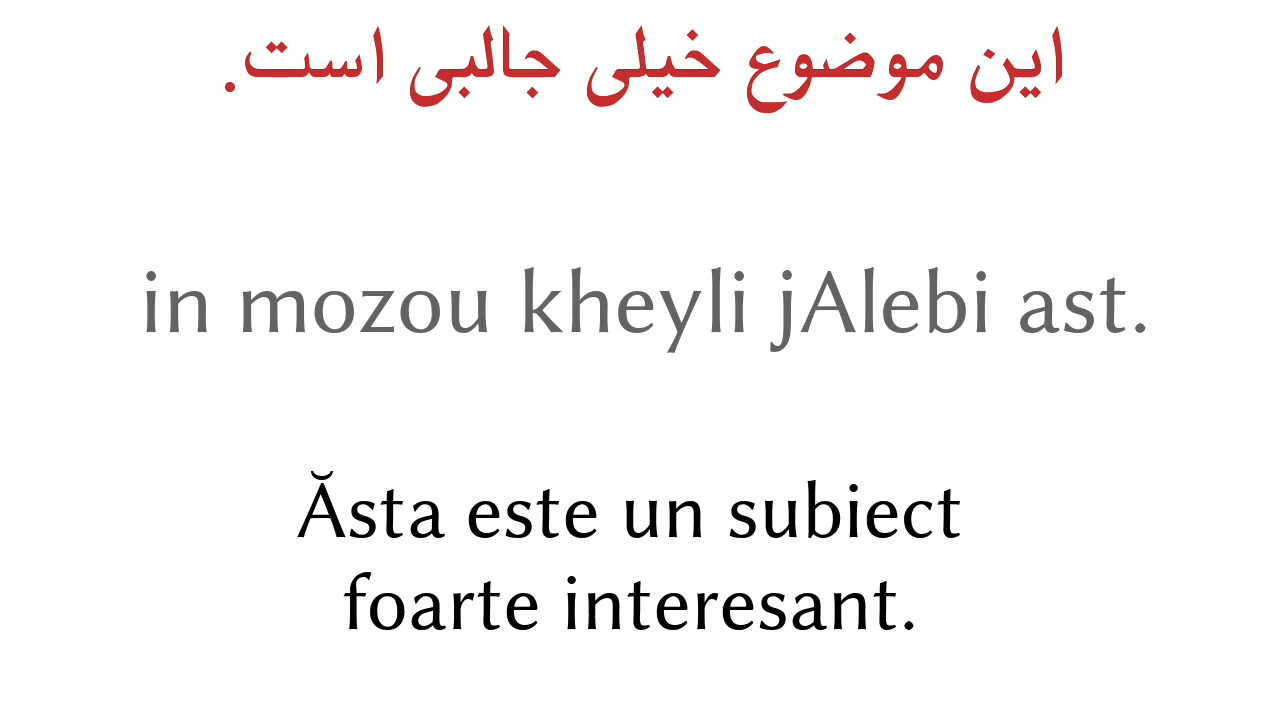 این موضوع خیلی جالبی است.
in mozou kheyli jAlebi ast.
Ăsta este un subiect
foarte interesant.